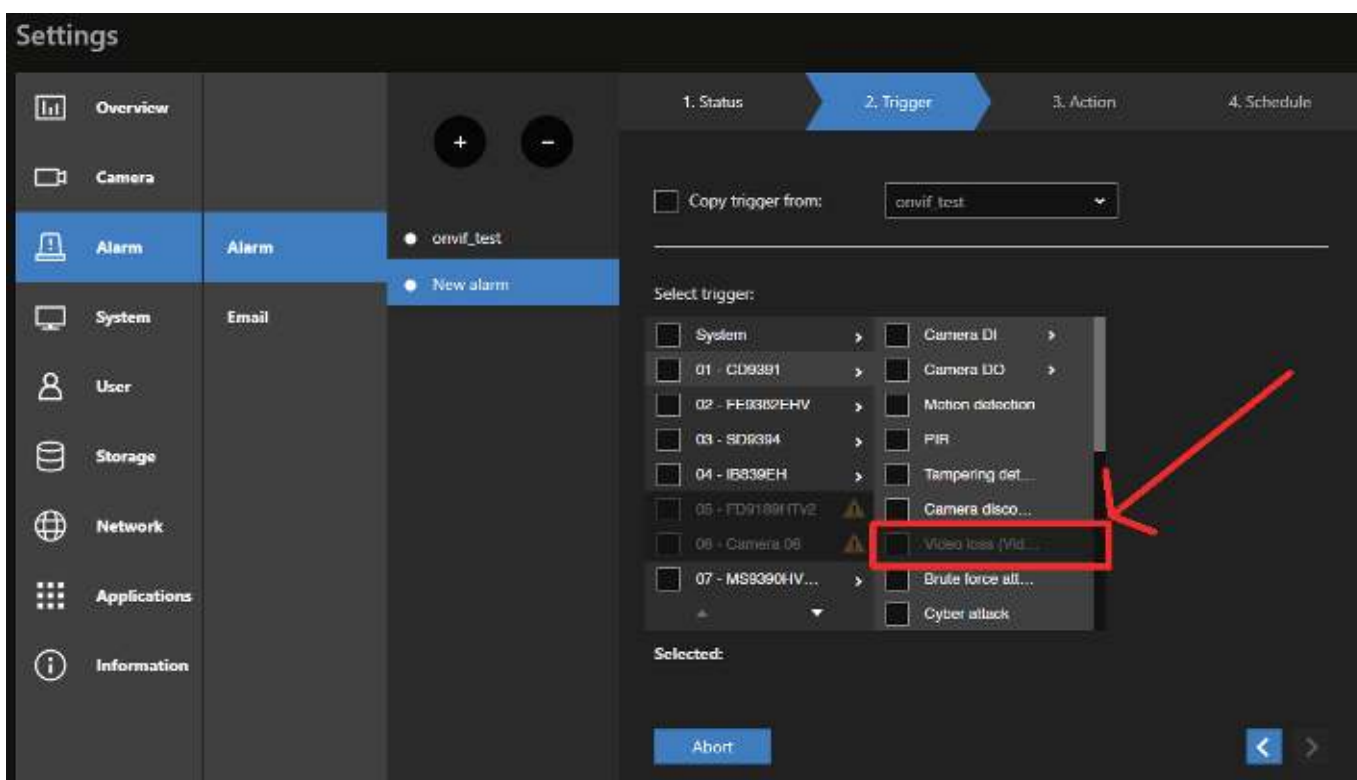 Settings
Overview
Camera
Alarm
System
User
Storage
Network
Applications
Information
Alarm
Email
+ -
onvif_test
New alarm
1. Status 2. Trigger 3. Action 4. Schedule
Copy trigger from: onvif_test
Select trigger:
System
01 - CD9391
02 - FE9382EHV
03 - SD9394
04 - IB839EH
05 - FD9189HTV2
06 - Camera 06
07 - MS9390HV...
Camera DI
Camera DO
Motion detection
PIR
Tampering det...
Camera disco...
Video loss (Vid...
Brute force att...
Cyber attack
Selected:
Abort